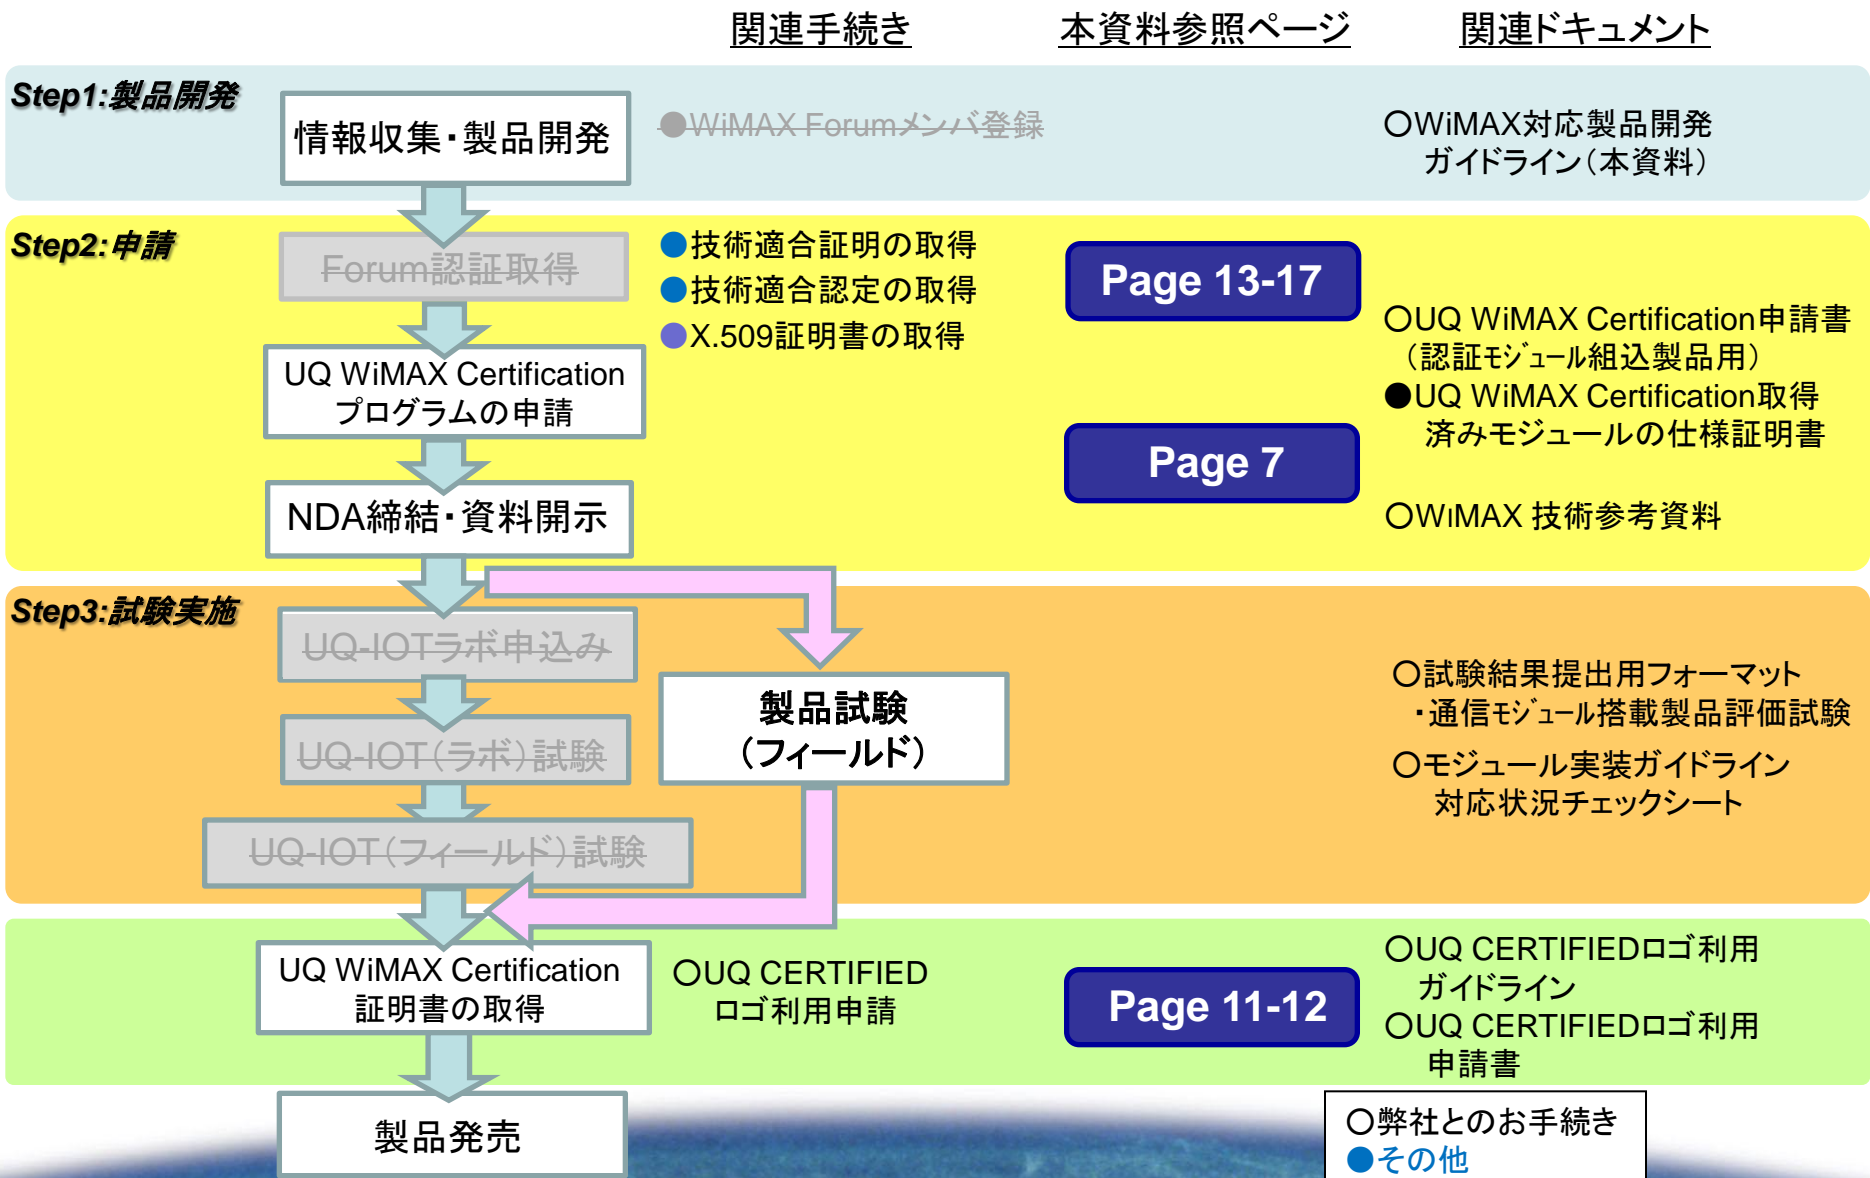 関連手続き
本資料参照ページ
関連ドキュメント
Step1:製品開発
情報収集・製品開発
●WiMAX Forumメンバ登録
○WiMAX対応製品開発
ガイドライン（本資料）
Step2:申請
Forum認証取得
UQ WiMAX Certification
プログラムの申請
NDA締結・資料開示
●技術適合証明の取得
●技術適合認定の取得
●X.509証明書の取得
Page 13-17
Page 7
○UQ WiMAX Certification申請書
（認証ﾓｼﾞｭｰﾙ組込製品用）
●UQ WiMAX Certification取得
済みモジュールの仕様証明書
○WiMAX 技術参考資料
Step3:試験実施
UQ-IOTラボ申込み
UQ-IOT（ラボ）試験
UQ-IOT（フィールド）試験
製品試験
（フィールド）
○試験結果提出用フォーマット
・通信ﾓｼﾞｭｰﾙ搭載製品評価試験
○モジュール実装ガイドライン
対応状況チェックシート
UQ WiMAX Certification
証明書の取得
○UQ CERTIFIED
ロゴ利用申請
Page 11-12
○UQ CERTIFIEDロゴ利用
ガイドライン
○UQ CERTIFIEDロゴ利用
申請書
製品発売
○弊社とのお手続き
●その他